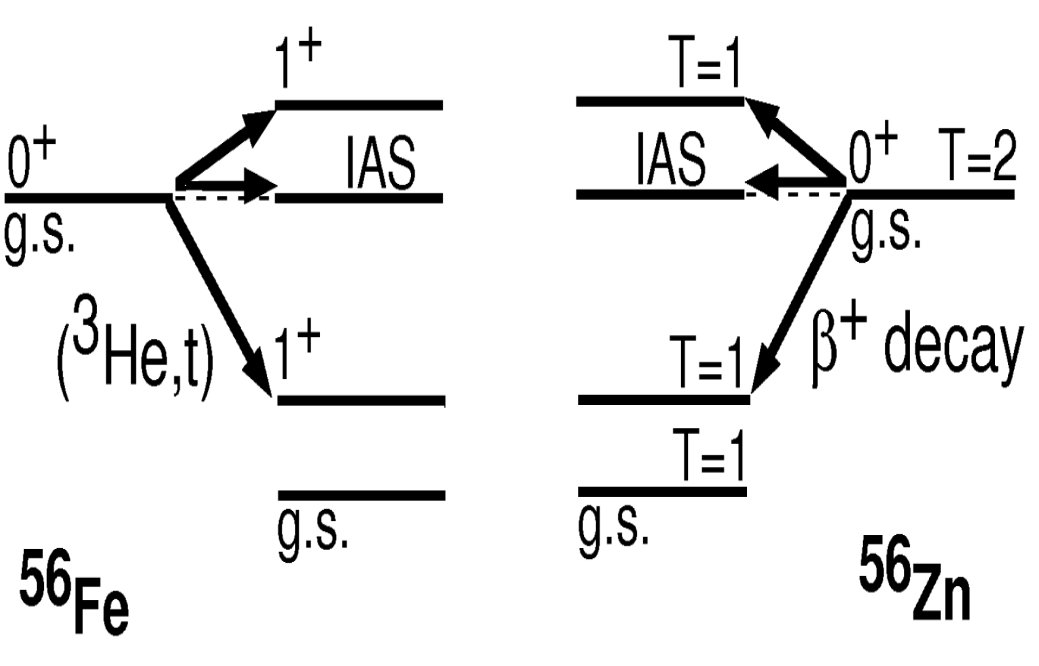 1⁺
T=1
0⁺
IAS
IAS
0⁺
T=2
g.s.
g.s.
(³He,t)
1⁺
T=1
β⁺ decay
T=1
g.s.
g.s.
⁵⁶Fe
⁵⁶Zn